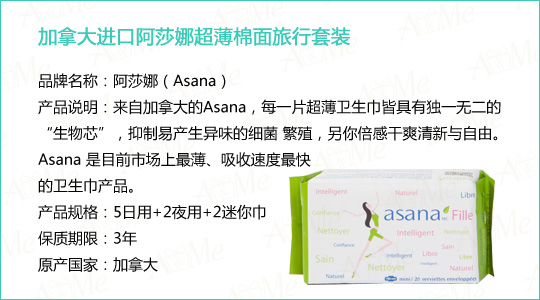 加拿大进口阿莎娜超薄棉面旅行套装
品牌名称：阿莎娜（Asana）
产品说明：来自加拿大的Asana，每一片超薄卫生巾皆具有独一无二的
“生物芯”，抑制易产生异味的细菌 繁殖，另你倍感干爽清新与自由。
Asana 是目前市场上最薄、吸收速度最快
的卫生巾产品。
产品规格：5日用+2夜用+2迷你巾
保质期限：3年
原产国家：加拿大
Intelligent Naturel Libre
Confiance
asana Fille
Nettoyer Intelligent
Confiance Libre Sain
Sain Intelligent Libre
Nettoyer Naturel
Naturel
mini / 20 serviettes enveloppées